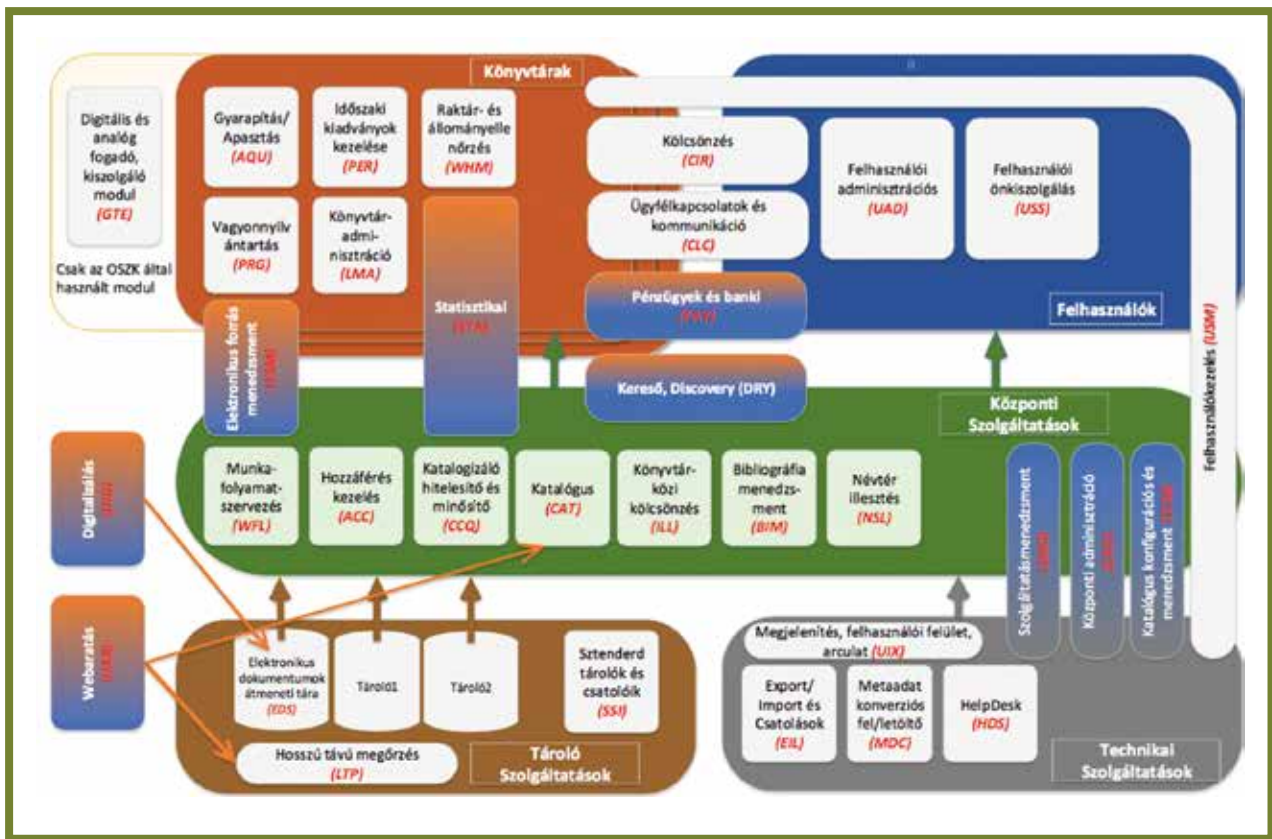 Könyvtárak
Digitális és
analóg
fogadó,
kiszolgáló
modul
(GTE)
Csak az OSZK által
használt modul
Gyarapítás/
Apasztás
(AQU)
Időszaki
kiadványok
kezelése
(PER)
Raktár- és
állományelle
nőrzés
(WHM)
Vagyonnyilv
ántartás
(PRG)
Könyvtár-
admi-
nisztráció
(LMA)
Statisztikai
(STA)
Elektronikus forrás
menedzsment
Kölcsönzés
(CIR)
Ügyfélkapcsolatok és
kommunikáció
(CLC)
Pénzügyek és banki
(PAY)
Kereső, Discovery (DRY)
Felhasználói
adminisztrációs
(UAD)
Felhasználói
önkiszolgálás
(USS)
Felhasználók
Felhasználókezelés (USM)
Központi
Szolgáltatások
Digitalizálás
Webaratás
Munka-
folyamat-
szervezés
(WFL)
Hozzáférés
kezelés
(ACC)
Katalogizáló
hitelesítő és
minősítő
(CCQ)
Katalógus
(CAT)
Könyvtár-
közi
kölcsönzés
(ILL)
Bibliográfia
menedzs-
ment
(BIM)
Névtér
illesztés
(NSL)
Szolgáltatásmenedzsment
Központi adminisztráció
Katalógus konfigurációs és
menedzsment
Elektronikus
dokumentumok
átmeneti tára
(EDS)
Tároló1
Tároló2
Sztenderd
tárolók és
csatolóik
(SSI)
Hosszú távú megőrzés
(LTP)
Tároló
Szolgáltatások
Megjelenítés, felhasználói felület,
arculat (UIX)
Export/
Import és
Csatolások
(EIL)
Metaadat
konverziós
fel/letöltő
(MDC)
HelpDesk
(HDS)
Technikai
Szolgáltatások